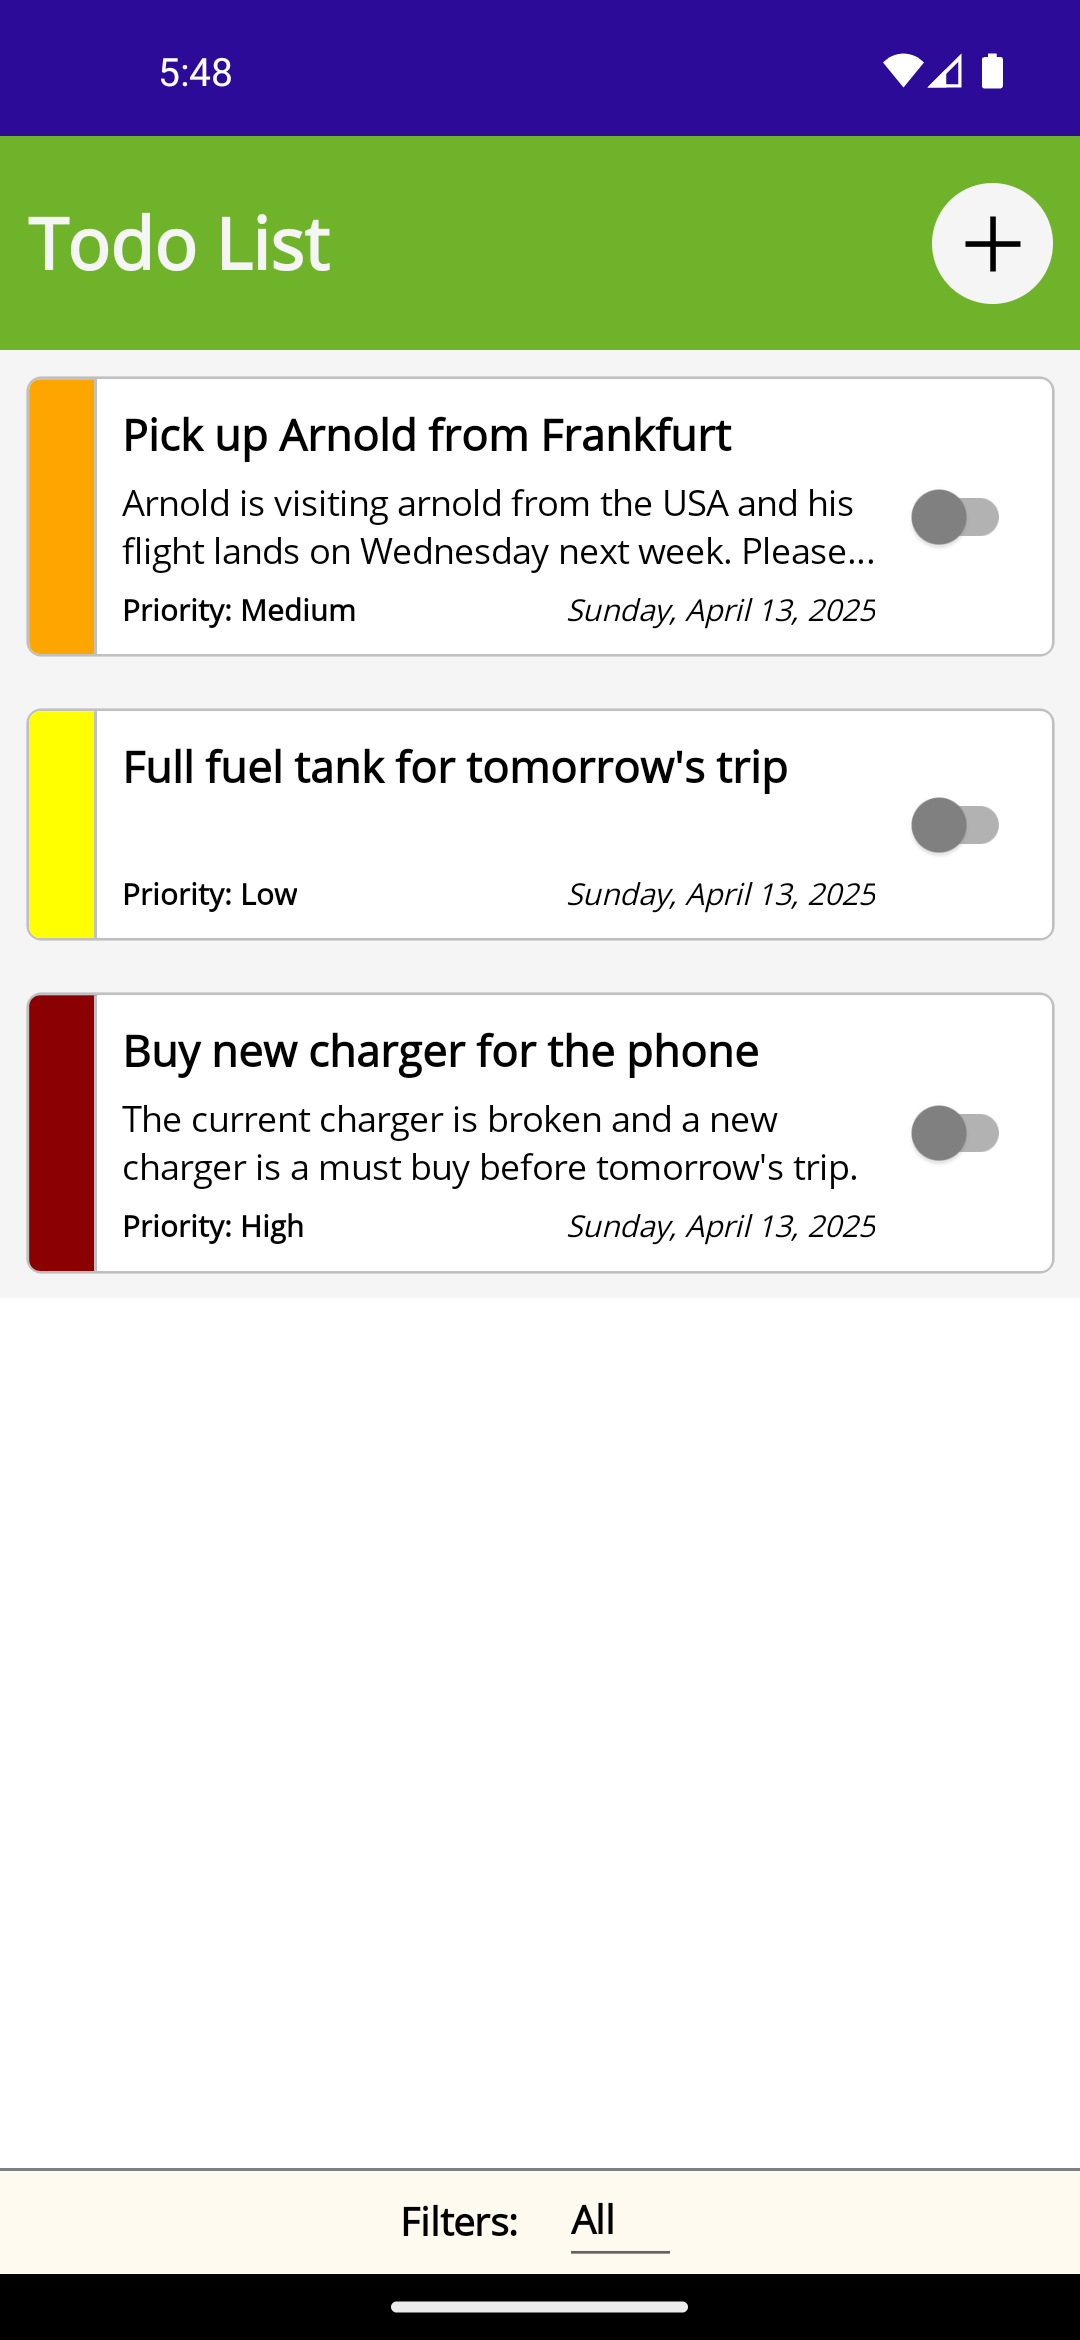 5:48
Todo List
Pick up Arnold from Frankfurt
Arnold is visiting arnold from the USA and his
flight lands on Wednesday next week. Please...
Priority: Medium
Sunday, April 13, 2025
Full fuel tank for tomorrow's trip
Priority: Low
Sunday, April 13, 2025
Buy new charger for the phone
The current charger is broken and a new
charger is a must buy before tomorrow's trip.
Priority: High
Sunday, April 13, 2025
Filters:
All